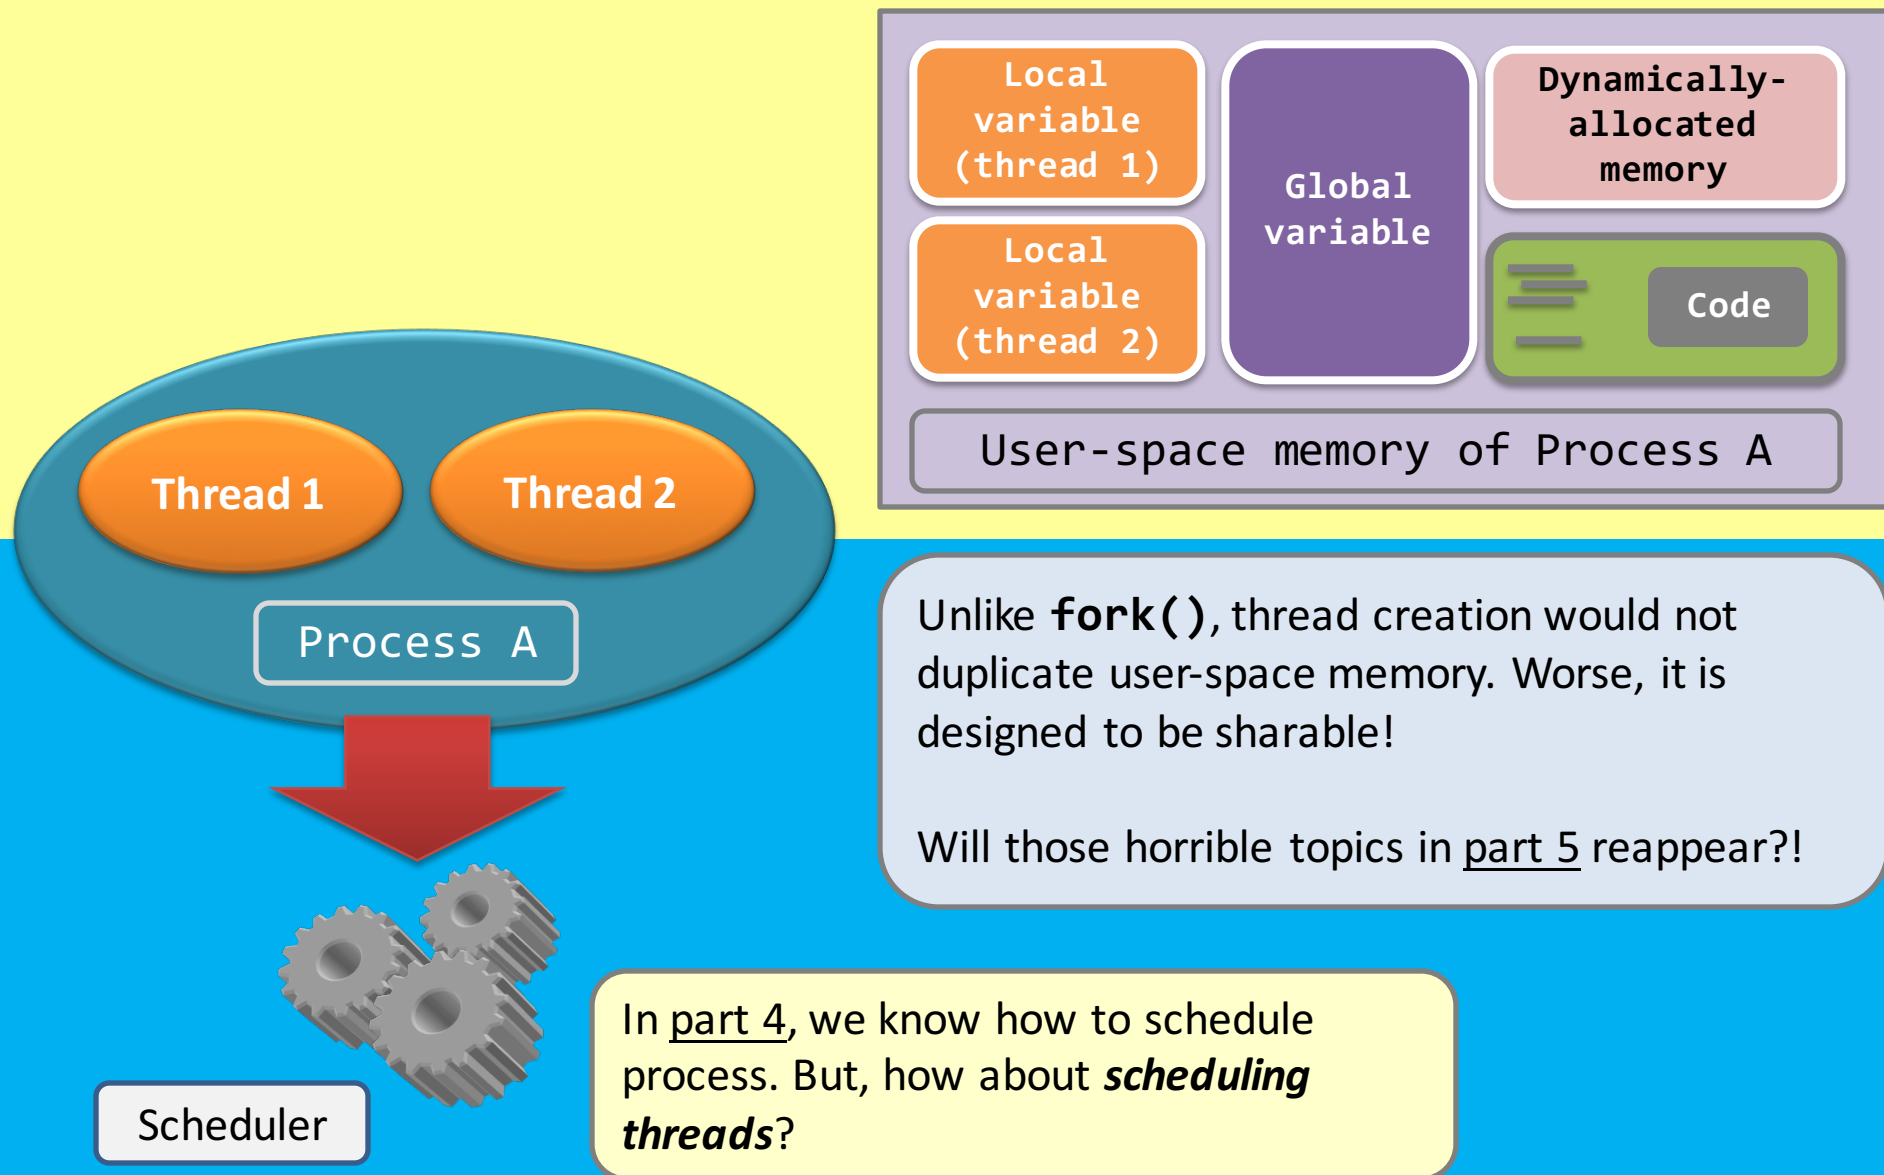 Local
variable
(thread 1)
Local
variable
(thread 2)
Global
variable
Dynamically-
allocated
memory
Code
User-space memory of Process A
Thread 1
Thread 2
Process A
Unlike fork(), thread creation would not
duplicate user-space memory. Worse, it is
designed to be sharable!
Will those horrible topics in part 5 reappear?!
In part 4, we know how to schedule
process. But, how about scheduling
threads?
Scheduler